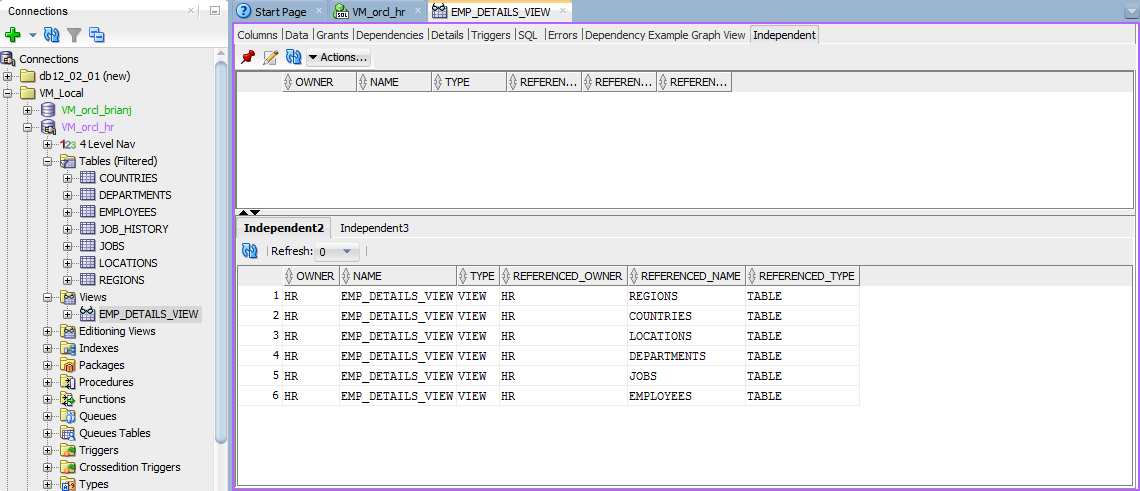 Connections
Connections
db12_02_01 (new)
VM_Local
VM_orcl_brianj
VM_orcl_hr
123 4 Level Nav
Tables (Filtered)
COUNTRIES
DEPARTMENTS
EMPLOYEES
JOB_HISTORY
JOBS
LOCATIONS
REGIONS
Views
EMP_DETAILS_VIEW
Editioning Views
Indexes
Packages
Procedures
Functions
Queues
Queues Tables
Triggers
Crossedition Triggers
Types
Start Page VM_orcl_hr EMP_DETAILS_VIEW
Columns Data Grants Dependencies Details Triggers SQL Errors Dependency Example Graph View Independent
Actions...
OWNER NAME TYPE REFEREN... REFEREN... REFEREN...
Independent2 Independent3
Refresh: 0
OWNER NAME TYPE REFERENCED_OWNER REFERENCED_NAME REFERENCED_TYPE
1 HR EMP_DETAILS_VIEW VIEW HR REGIONS TABLE
2 HR EMP_DETAILS_VIEW VIEW HR COUNTRIES TABLE
3 HR EMP_DETAILS_VIEW VIEW HR LOCATIONS TABLE
4 HR EMP_DETAILS_VIEW VIEW HR DEPARTMENTS TABLE
5 HR EMP_DETAILS_VIEW VIEW HR JOBS TABLE
6 HR EMP_DETAILS_VIEW VIEW HR EMPLOYEES TABLE